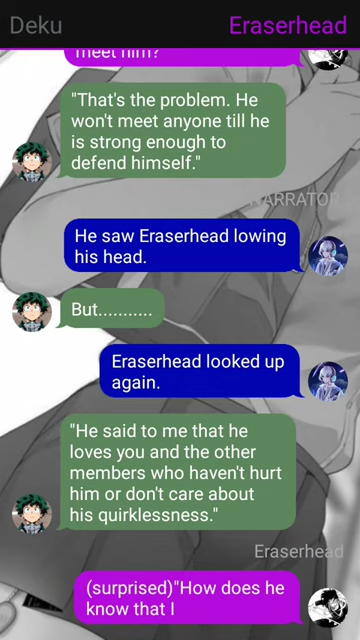 Deku Eraserhead
meet him?
"That's the problem. He
won't meet anyone till he
is strong enough to
defend himself."
NARRATOR
He saw Eraserhead lowing
his head.
But...........
Eraserhead looked up
again.
"He said to me that he
loves you and the other
members who haven't hurt
him or don't care about
his quirklessness."
Eraserhead
(surprised)"How does he
know that I